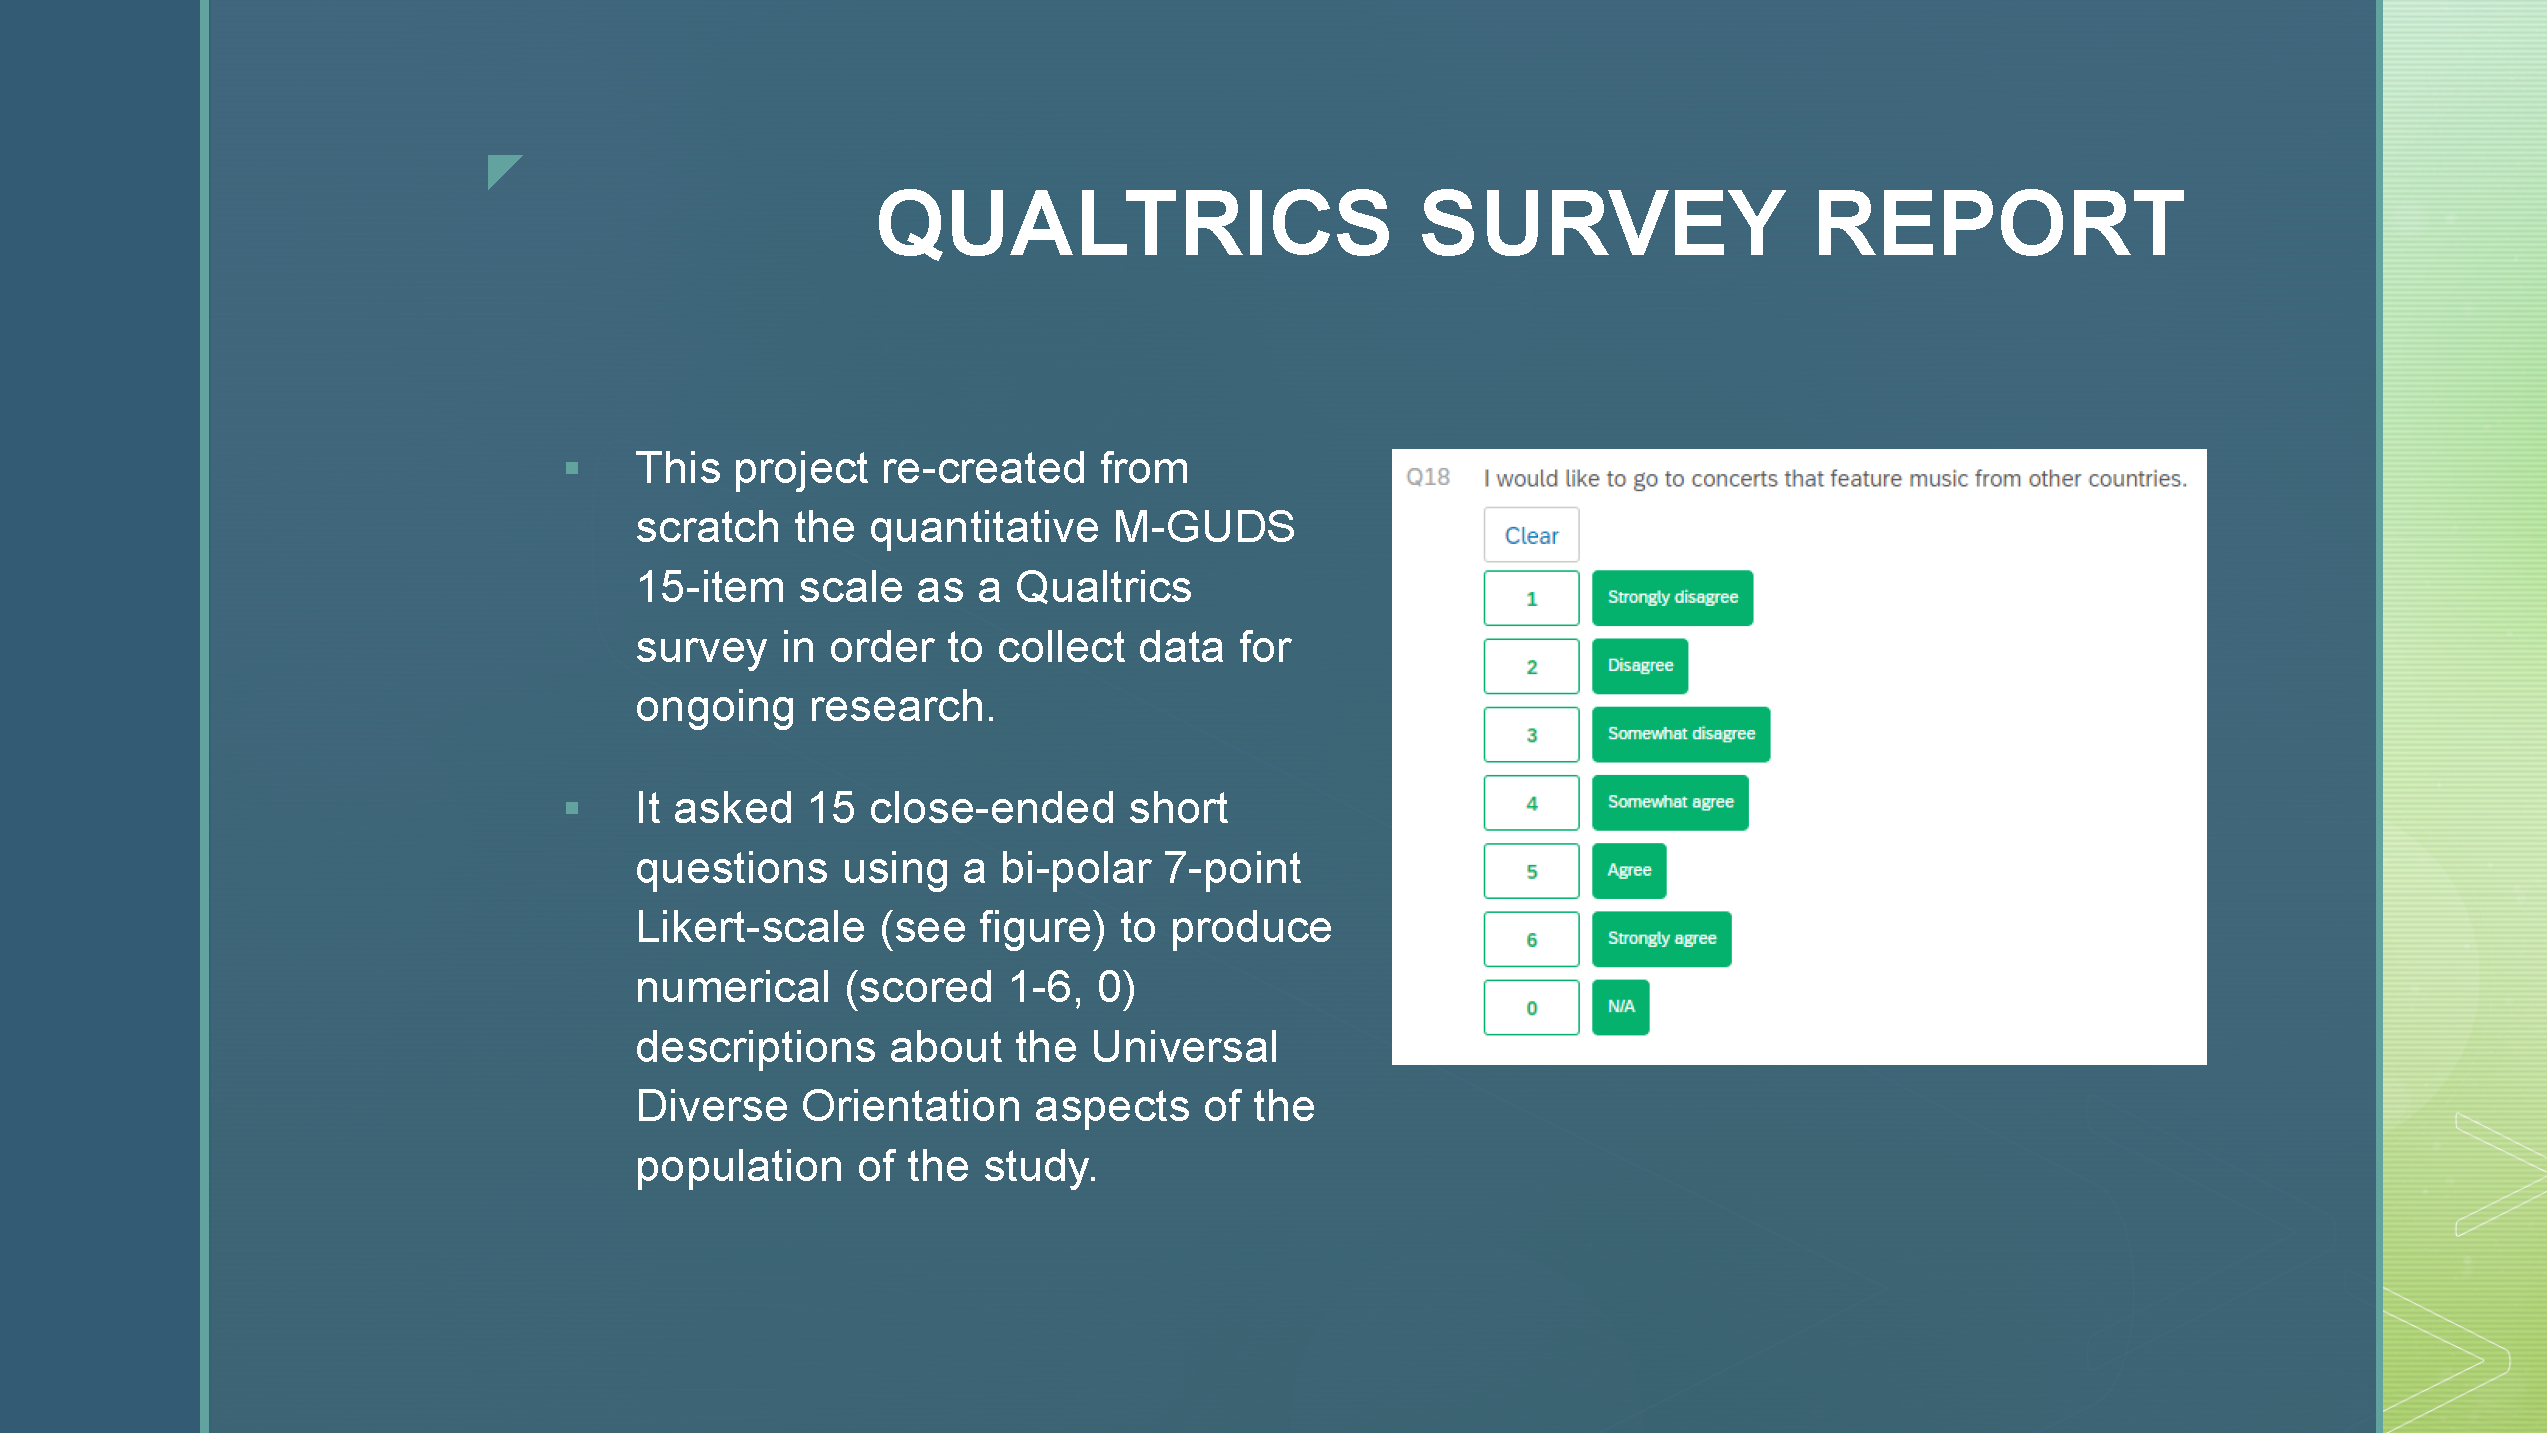 QUALTRICS SURVEY REPORT
This project re-created from
scratch the quantitative M-GUDS
15-item scale as a Qualtrics
survey in order to collect data for
ongoing research.
It asked 15 close-ended short
questions using a bi-polar 7-point
Likert-scale (see figure) to produce
numerical (scored 1-6, 0)
descriptions about the Universal
Diverse Orientation aspects of the
population of the study.
Q18 I would like to go to concerts that feature music from other countries.
Clear
1 Strongly disagree
2 Disagree
3 Somewhat disagree
4 Somewhat agree
5 Agree
6 Strongly agree
0 N/A